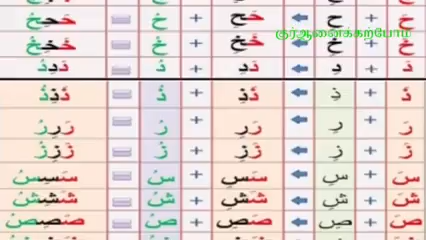 قُرْ
குர்ஆனைக்கற்போம்
حَ + حِ ← حَحِ + حُ = حَحِحُ
خَ + خِ ← خَخِ + خُ = خَخِخُ
دَ + دِ ← دَدِ + دُ = دَدِدُ
ذَ + ذِ ← ذَذِ + ذُ = ذَذِذُ
رَ + رِ ← رَرِ + رُ = رَرِرُ
زَ + زِ ← زَزِ + زُ = زَزِزُ
سَ + سِ ← سَسِ + سُ = سَسِسُ
شَ + شِ ← شَشِ + شُ = شَشِشُ
صَ + صِ ← صَصِ + صُ = صَصِصُ